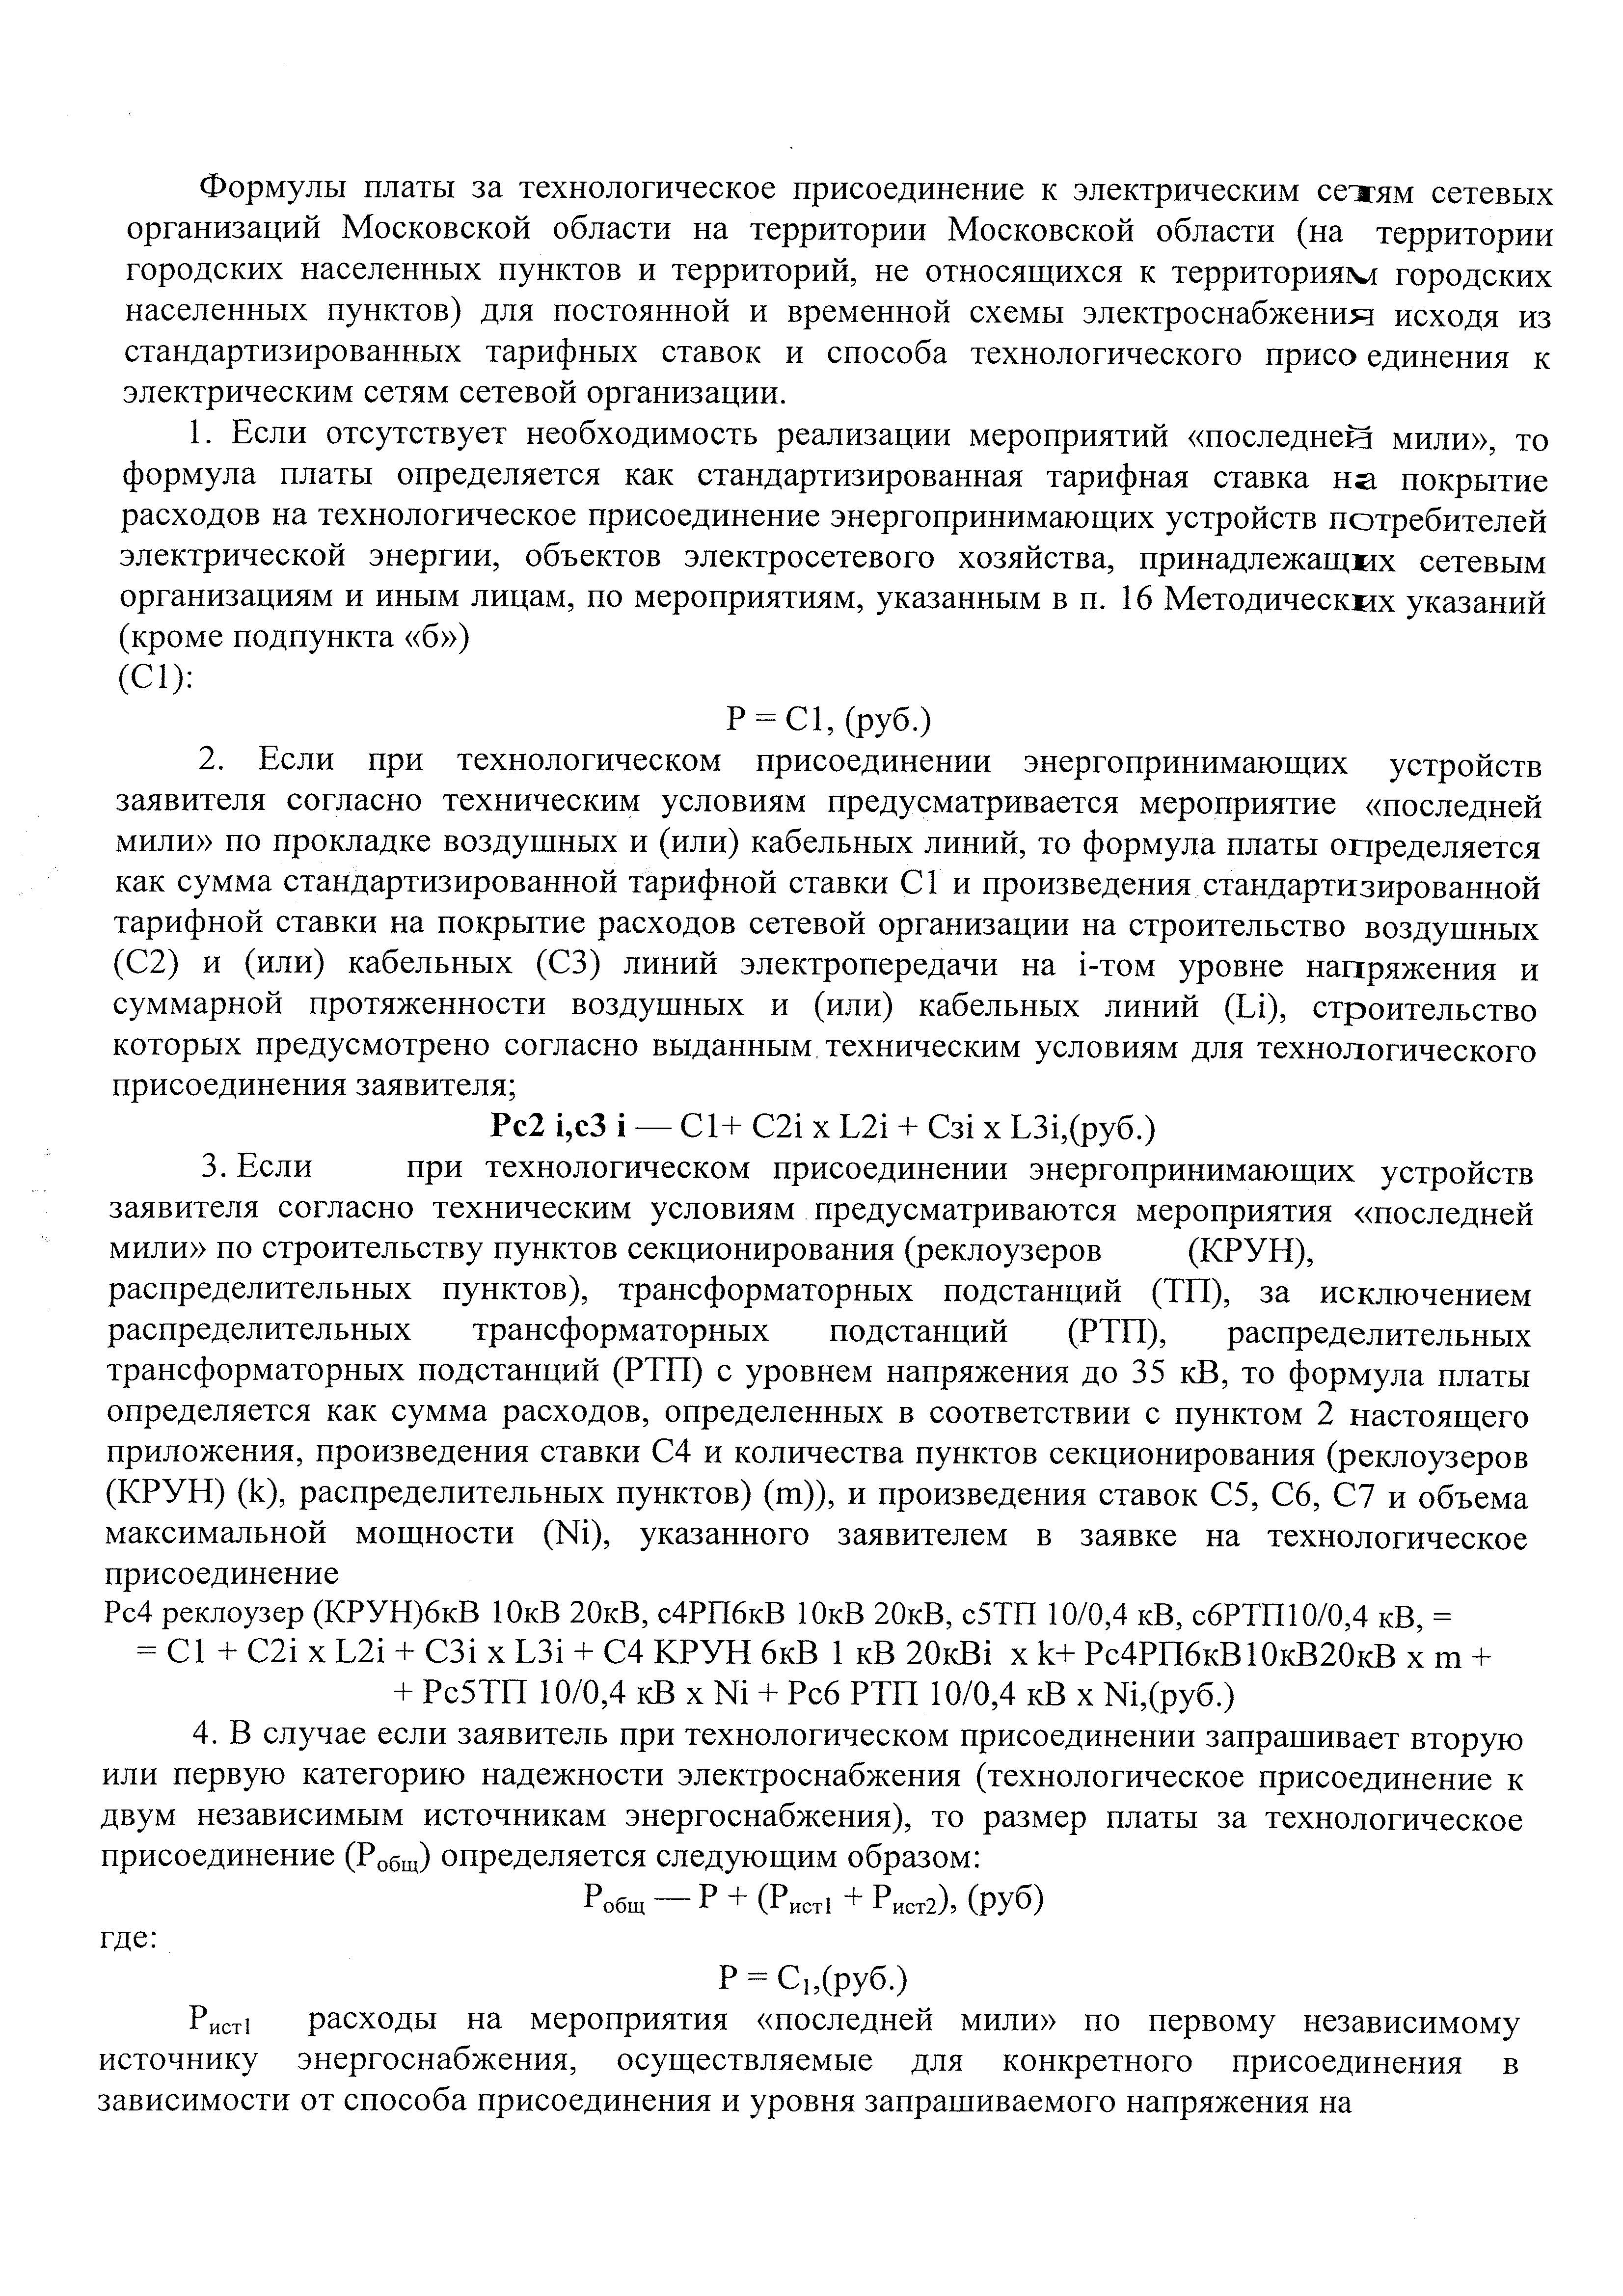 Формулы платы за технологическое присоединение к электрическим сетям сетевых
организаций Московской области на территории Московской области (на территории
городских населенных пунктов и территорий, не относящихся к территориям городских
населенных пунктов) для постоянной и временной схемы электроснабжения исходя из
стандартизированных тарифных ставок и способа технологического присо единения к
электрическим сетям сетевой организации.
1. Если отсутствует необходимость реализации мероприятий «последней мили», то
формула платы определяется как стандартизированная тарифная ставка на покрытие
расходов на технологическое присоединение энергопринимающих устройств потребителей
электрической энергии, объектов электросетевого хозяйства, принадлежащих сетевым
организациям и иным лицам, по мероприятиям, указанным в п. 16 Методических указаний
(кроме подпункта «б»)
(С1):
Р = С1, (руб.)
2. Если при технологическом присоединении энергопринимающих устройств
заявителя согласно техническим условиям предусматривается мероприятие «последней
мили» по прокладке воздушных и (или) кабельных линий, то формула платы определяется
как сумма стандартизированной тарифной ставки С1 и произведения стандартизированной
тарифной ставки на покрытие расходов сетевой организации на строительство воздушных
(С2) и (или) кабельных (С3) линий электропередачи на i-том уровне напряжения и
суммарной протяженности воздушных и (или) кабельных линий (Li), строительство
которых предусмотрено согласно выданным техническим условиям для технологического
присоединения заявителя;
Рс2 i,с3 i — С1+ С2i х L2i + Сзi х L3i,(руб.)
3. Если при технологическом присоединении энергопринимающих устройств
заявителя согласно техническим условиям предусматриваются мероприятия «последней
мили» по строительству пунктов секционирования (реклоузеров (КРУН),
распределительных пунктов), трансформаторных подстанций (ТП), за исключением
распределительных трансформаторных подстанций (РТП), распределительных
трансформаторных подстанций (РТП) с уровнем напряжения до 35 кВ, то формула платы
определяется как сумма расходов, определенных в соответствии с пунктом 2 настоящего
приложения, произведения ставки С4 и количества пунктов секционирования (реклоузеров
(КРУН) (k), распределительных пунктов) (m)), и произведения ставок С5, С6, С7 и объема
максимальной мощности (Ni), указанного заявителем в заявке на технологическое
присоединение
Рс4 реклоузер (КРУН)6кВ 10кВ 20кВ, с4РП6кВ 10кВ 20кВ, с5ТП 10/0,4 кВ, с6РТП10/0,4 кВ, =
= С1 + С2i х L2i + С3i х L3i + С4 КРУН 6кВ 1 кВ 20кВi х k+ Рс4РП6кВ10кВ20кВ х m +
+ Рс5ТП 10/0,4 кВ х Ni + Рс6 РТП 10/0,4 кВ х Ni,(руб.)
4. В случае если заявитель при технологическом присоединении запрашивает вторую
или первую категорию надежности электроснабжения (технологическое присоединение к
двум независимым источникам энергоснабжения), то размер платы за технологическое
присоединение (Робщ) определяется следующим образом:
Робщ — Р + (Рист1 + Рист2), (руб)
где:
Р = С1,(руб.)
Рист1 расходы на мероприятия «последней мили» по первому независимому
источнику энергоснабжения, осуществляемые для конкретного присоединения в
зависимости от способа присоединения и уровня запрашиваемого напряжения на